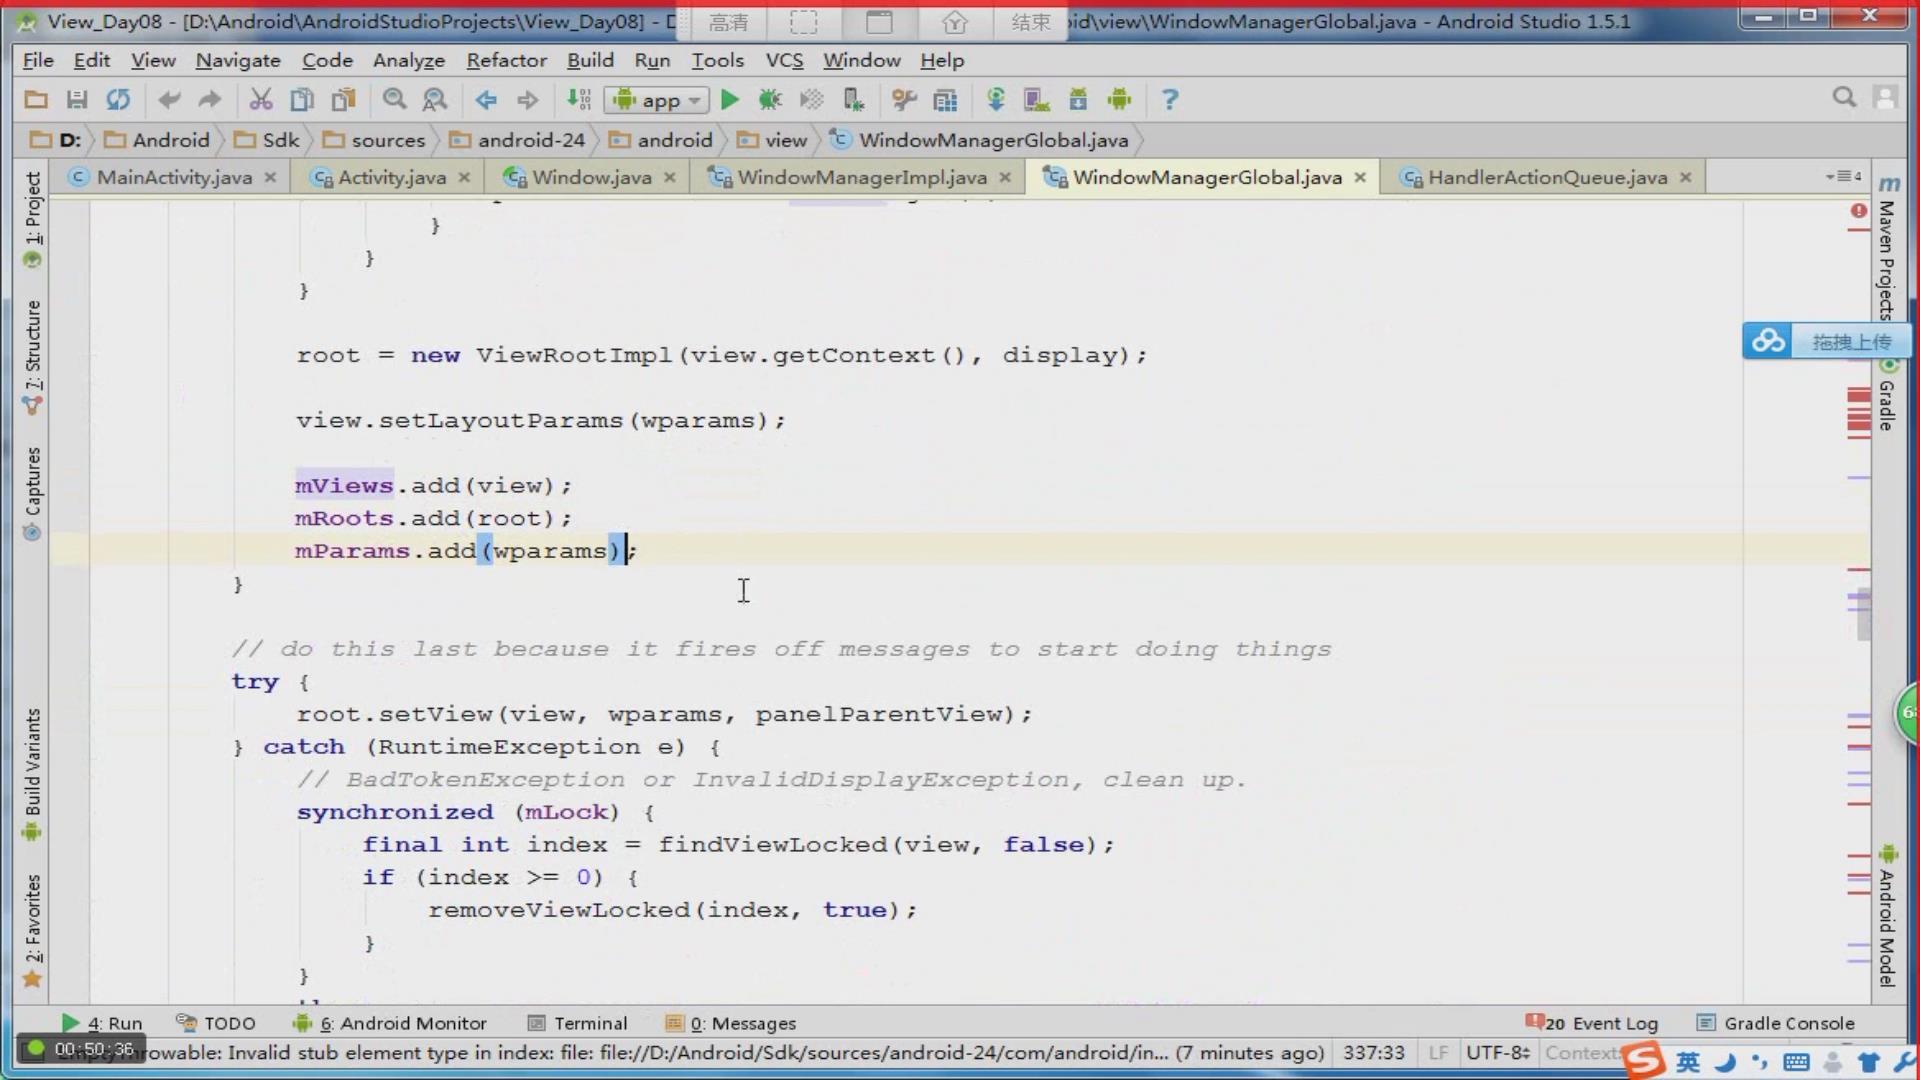 View_Day08 - [D:\Android\AndroidStudioProjects\View_Day08] - D
高清
结束
id\view\WindowManagerGlobal.java - Android Studio 1.5.1
File Edit View Navigate Code Analyze Refactor Build Run Tools VCS Window Help
app
D: Android Sdk sources android-24 android view WindowManagerGlobal.java
MainActivity.java Activity.java Window.java WindowManagerImpl.java WindowManagerGlobal.java HandlerActionQueue.java 4
1: Project
7: Structure
Captures
Build Variants
2: Favorites
}
}
}
root = new ViewRootImpl(view.getContext(), display);
view.setLayoutParams(wparams);
mViews.add(view);
mRoots.add(root);
mParams.add(wparams);
}
// do this last because it fires off messages to start doing things
try {
root.setView(view, wparams, panelParentView);
} catch (RuntimeException e) {
// BadTokenException or InvalidDisplayException, clean up.
synchronized (mLock) {
final int index = findViewLocked(view, false);
if (index >= 0) {
removeViewLocked(index, true);
}
}
m
Maven Projects
拖拽上传
Gradle
Android Model
4: Run TODO 6: Android Monitor Terminal 0: Messages 20 Event Log Gradle Console
00:50:36
rowable: Invalid stub element type in index: file: file://D:/Android/Sdk/sources/android-24/com/android/in... (7 minutes ago) 337:33 LF UTF-8 Context:
英